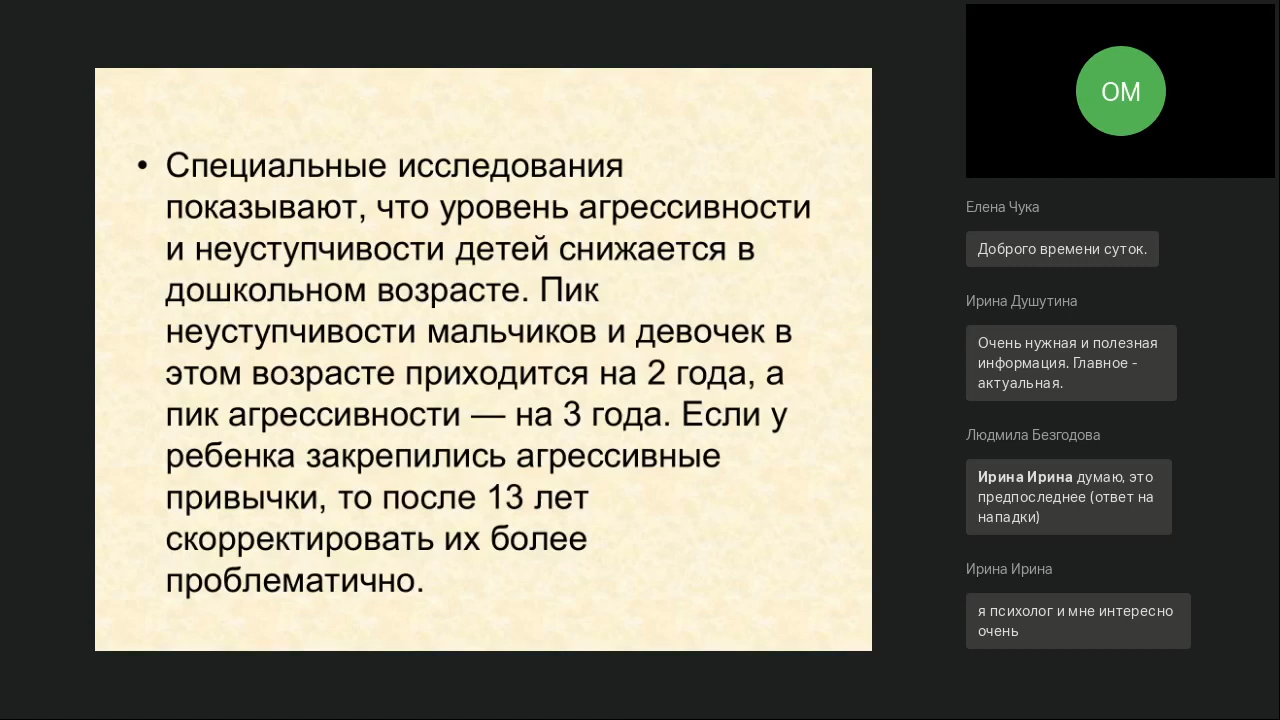 • Специальные исследования
показывают, что уровень агрессивности
и неуступчивости детей снижается в
дошкольном возрасте. Пик
неуступчивости мальчиков и девочек в
этом возрасте приходится на 2 года, а
пик агрессивности — на 3 года. Если у
ребенка закрепились агрессивные
привычки, то после 13 лет
скорректировать их более
проблематично.
ОМ
Елена Чука
Доброго времени суток.
Ирина Душутина
Очень нужная и полезная
информация. Главное -
актуальная.
Людмила Безгодова
Ирина Ирина думаю, это
предпоследнее (ответ на
нападки)
Ирина Ирина
я психолог и мне интересно
очень